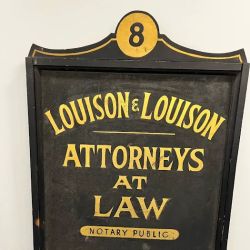 8
LOUISON & LOUISON
ATTORNEYS
AT
LAW
NOTARY PUBLIC